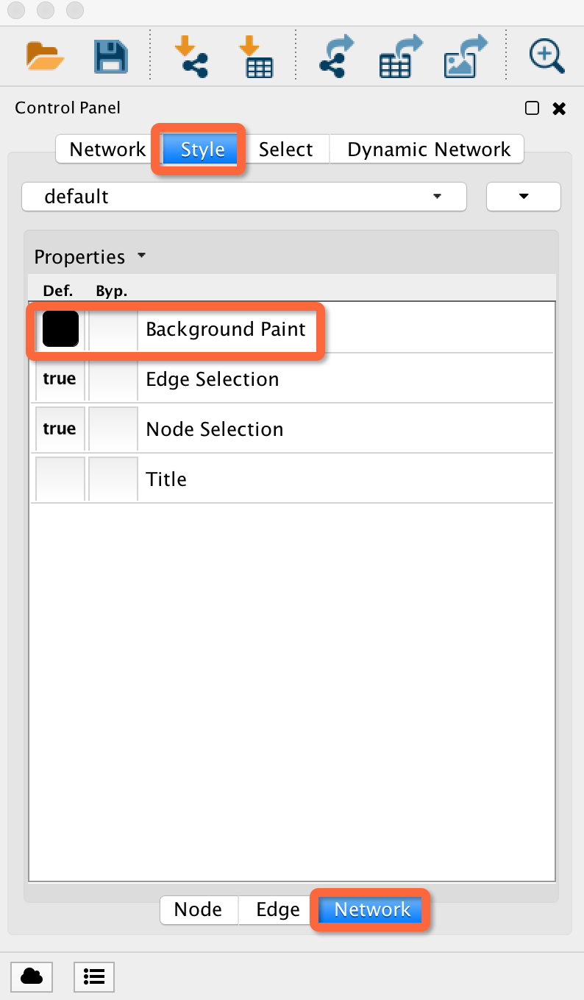 Control Panel
Network Style Select Dynamic Network
default
Properties
Def. Byp.
Background Paint
true Edge Selection
true Node Selection
Title
Node Edge Network